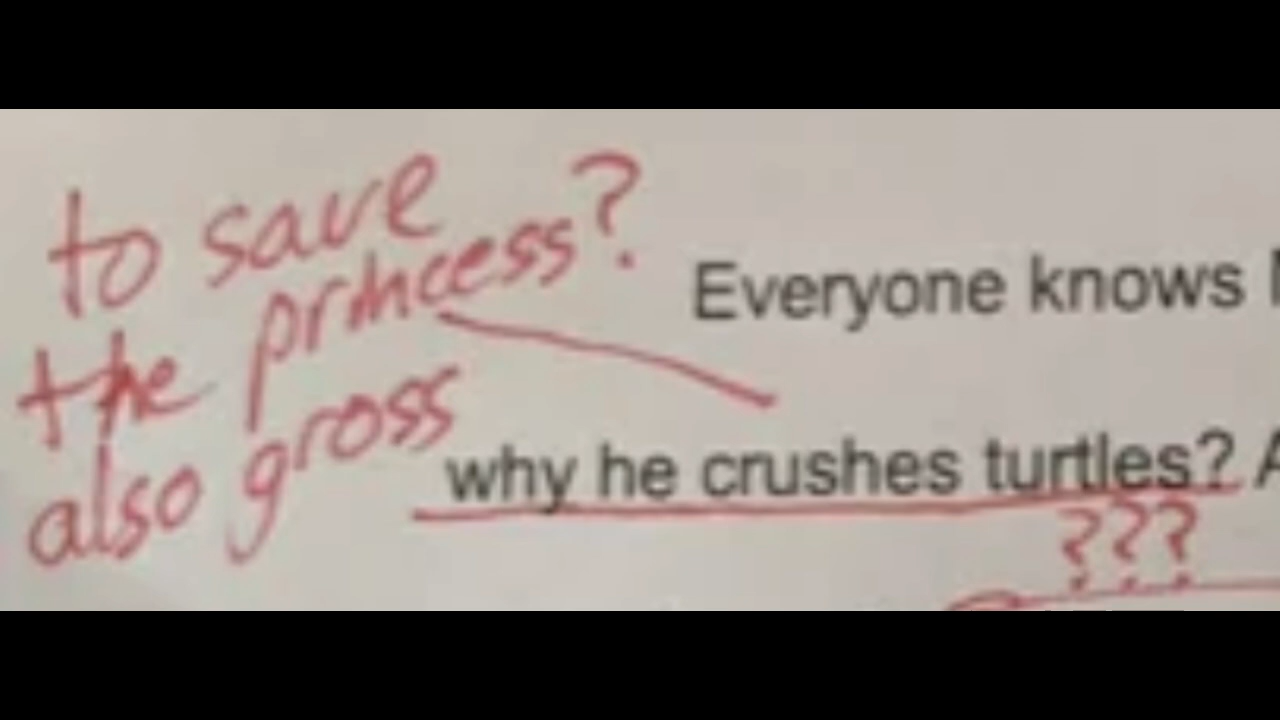 to save
the princess?
also gross
Everyone knows
why he crushes turtles?
???